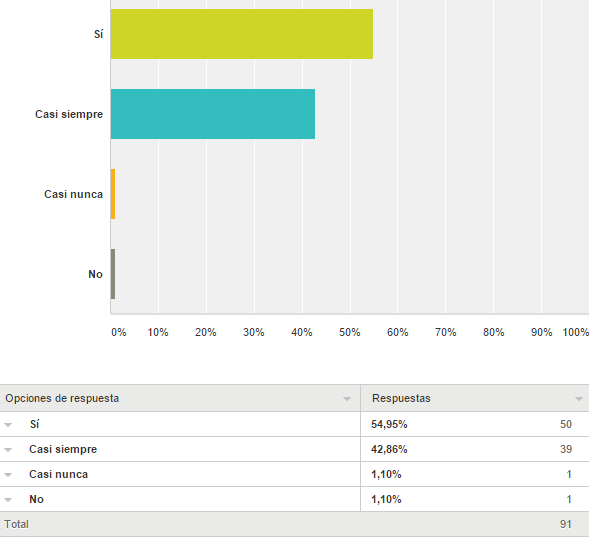 Sí
Casi siempre
Casi nunca
No
0% 10% 20% 30% 40% 50% 60% 70% 80% 90% 100%
Opciones de respuesta Respuestas
Sí 54,95% 50
Casi siempre 42,86% 39
Casi nunca 1,10% 1
No 1,10% 1
Total 91